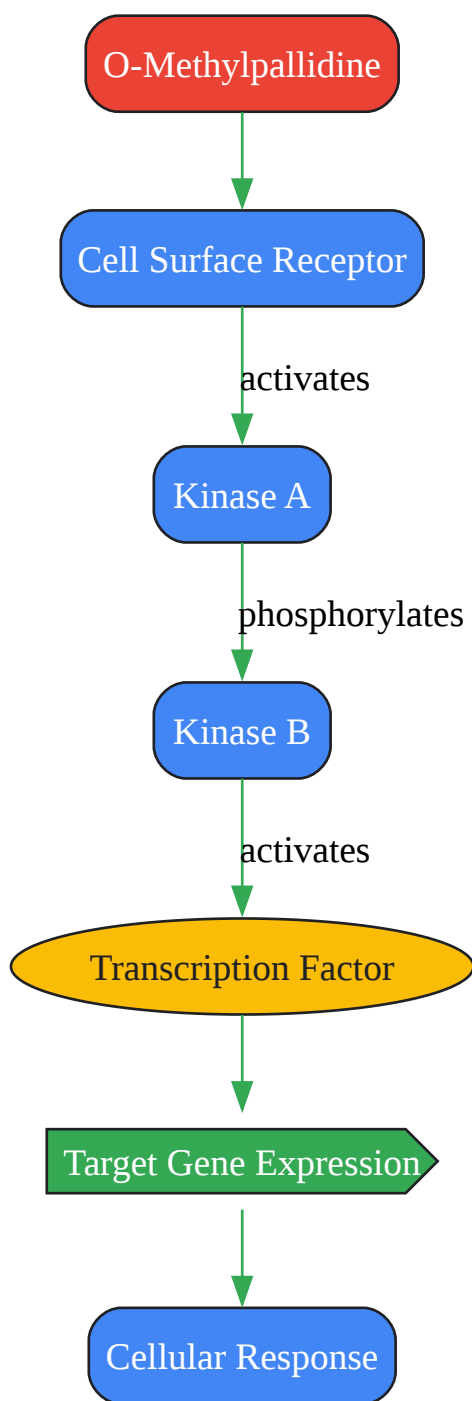 O-Methylpallidine
Cell Surface Receptor
activates
Kinase A
phosphorylates
Kinase B
activates
Transcription Factor
Target Gene Expression
Cellular Response